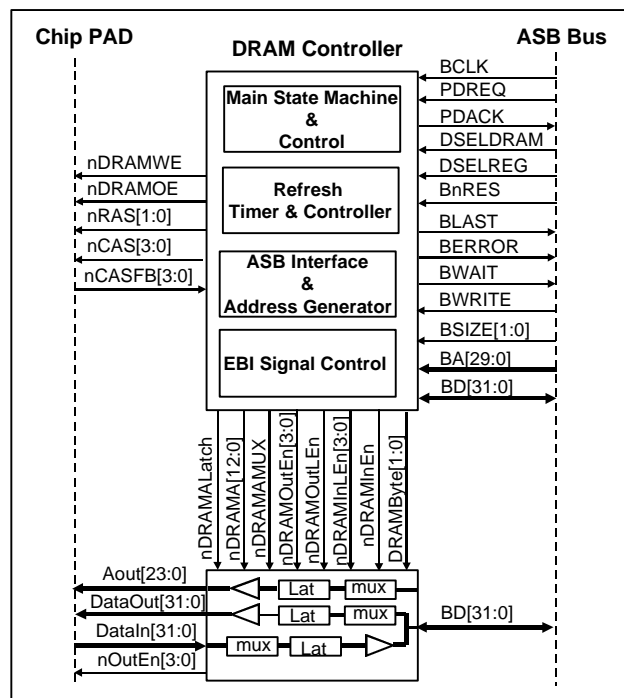 Chip PAD
ASB Bus
DRAM Controller
Main State Machine
&
Control
Refresh
Timer & Controller
ASB Interface
&
Address Generator
EBI Signal Control
nDRAMWE
nDRAMOE
nRAS[1:0]
nCAS[3:0]
nCASFB[3:0]
BCLK
PDREQ
PDACK
DSELDRAM
DSELREG
BnRES
BLAST
BERROR
BWAIT
BWRITE
BSIZE[1:0]
BA[29:0]
BD[31:0]
nDRAMALatch
nDRAMA[12:0]
nDRAMAMUX
nDRAMOutEn[3:0]
nDRAMOutLEn
nDRAMInLEn[3:0]
nDRAMInEn
DRAMByte[1:0]
Aout[23:0]
Lat
mux
DataOut[31:0]
Lat
mux
DataIn[31:0]
mux
Lat
nOutEn[3:0]
BD[31:0]